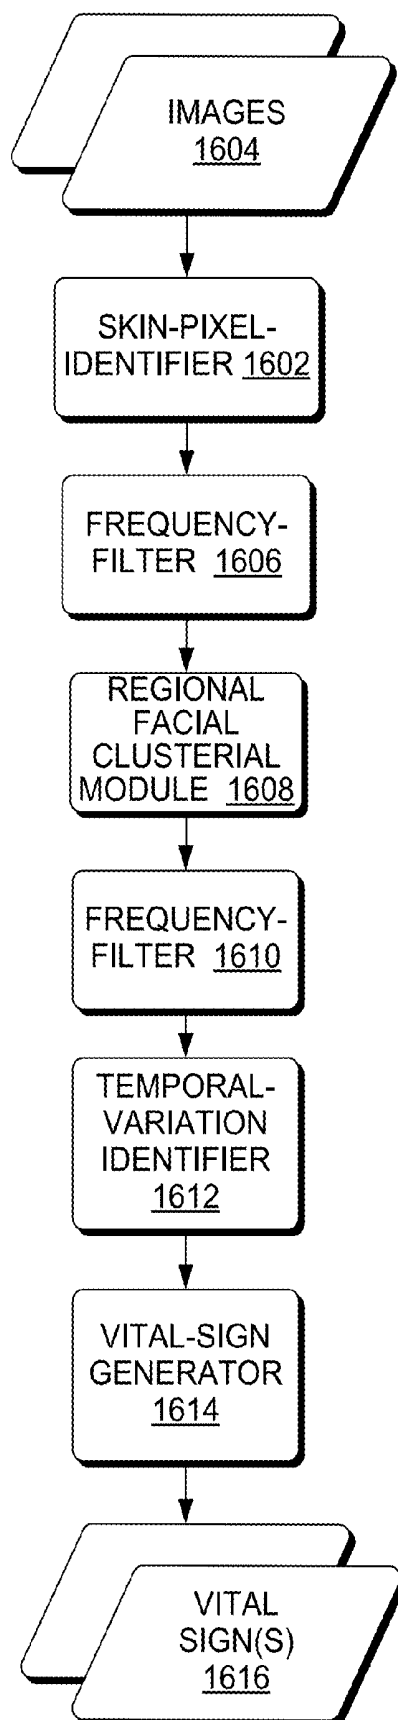 IMAGES
1604
SKIN-PIXEL-
IDENTIFIER 1602
FREQUENCY-
FILTER 1606
REGIONAL
FACIAL
CLUSTERIAL
MODULE 1608
FREQUENCY-
FILTER 1610
TEMPORAL-
VARIATION
IDENTIFIER
1612
VITAL-SIGN
GENERATOR
1614
VITAL
SIGN(S)
1616